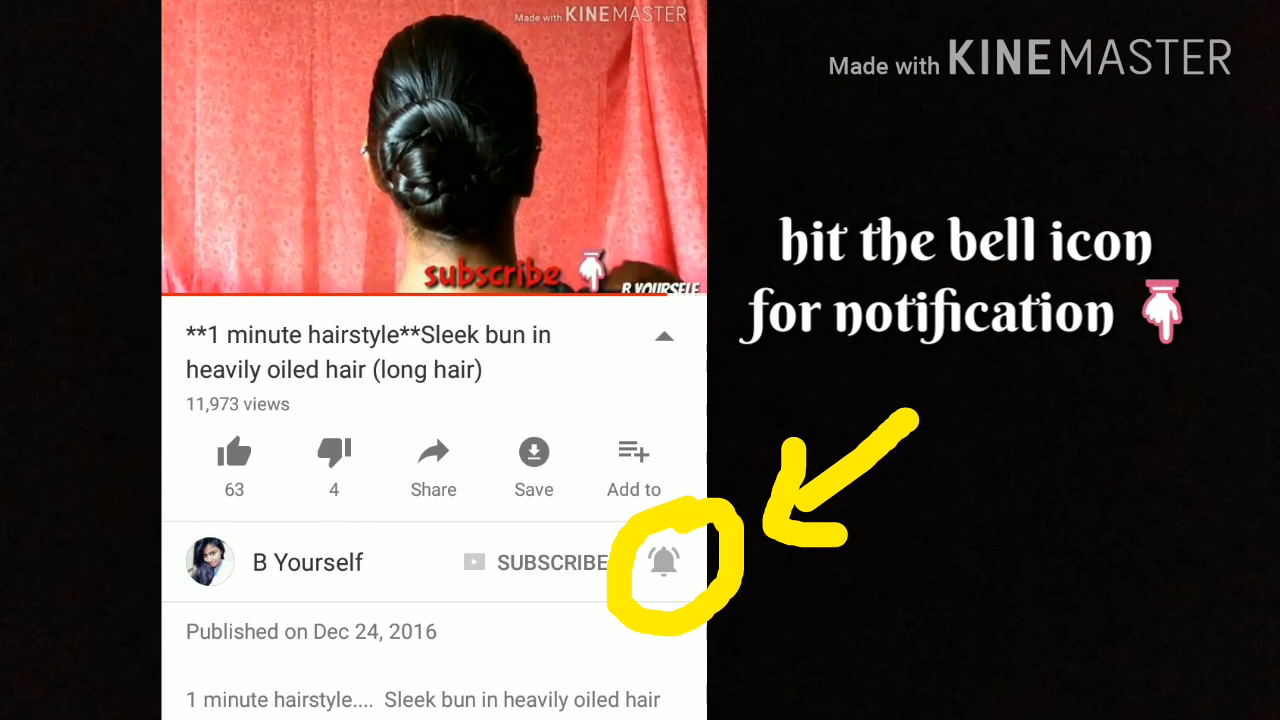 Made with KINEMASTER
Made with KINEMASTER
hit the bell icon
for notification
subscribe
B YOURSELF
**1 minute hairstyle**Sleek bun in
heavily oiled hair (long hair)
11,973 views
63
4
Share
Save
Add to
B Yourself
SUBSCRIBE
Published on Dec 24, 2016
1 minute hairstyle.... Sleek bun in heavily oiled hair